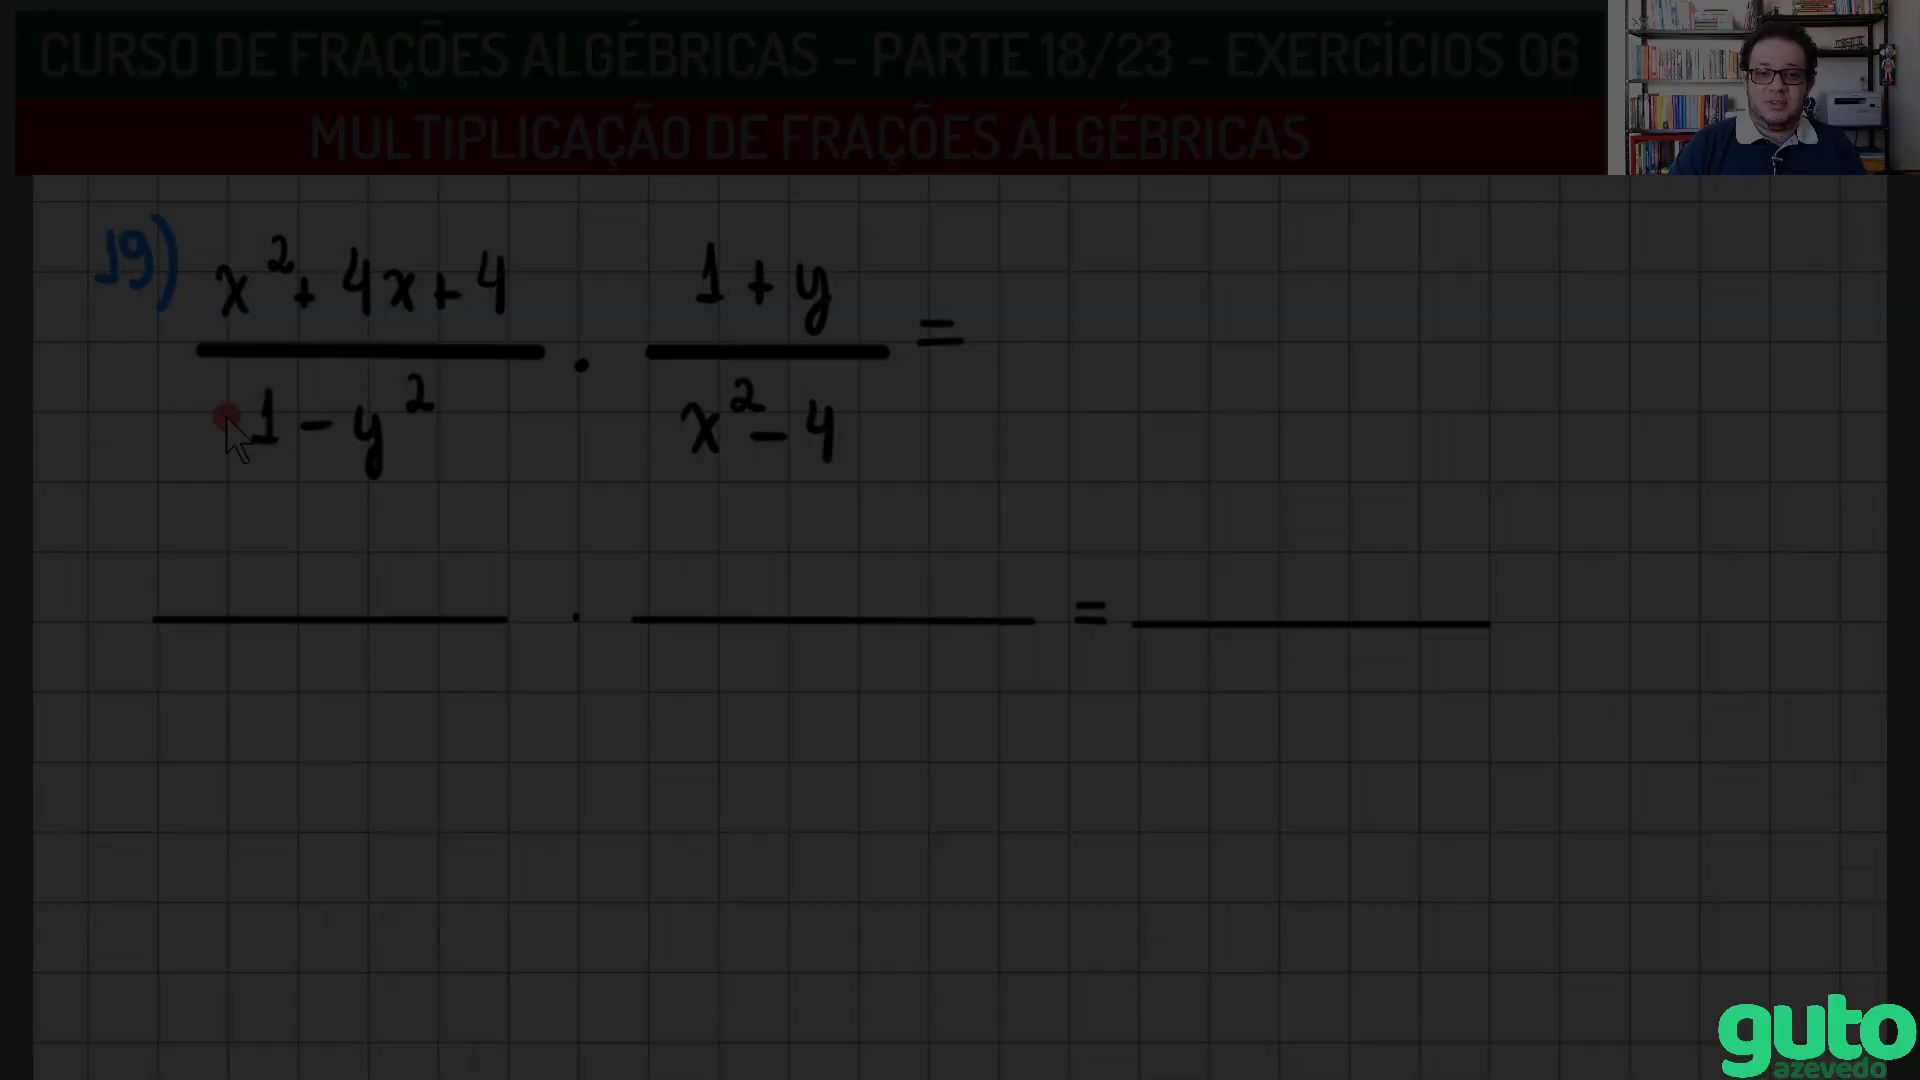 CURSO DE FRAÇÕES ALGÉBRICAS - PARTE 18/23 - EXERCÍCIOS 06
MULTIPLICAÇÃO DE FRAÇÕES ALGÉBRICAS
19) x² + 4x + 4 1 + y
. =
1 - y² x² - 4
. =
guto
azevedo